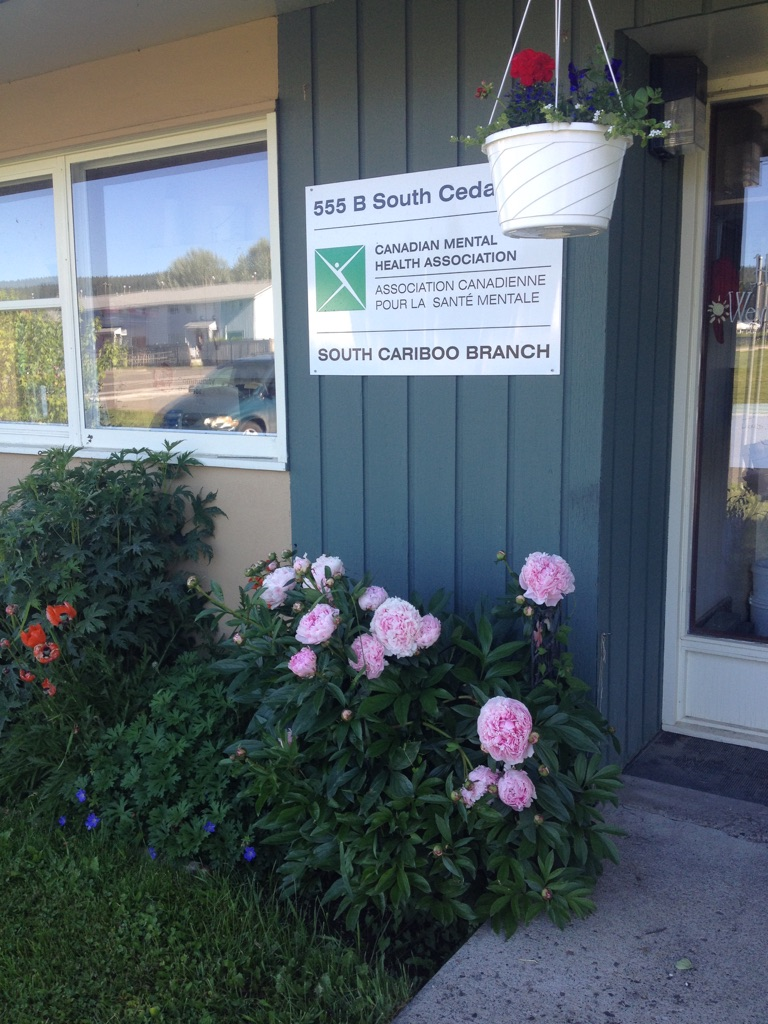 555 B South Ceda
CANADIAN MENTAL
HEALTH ASSOCIATION
ASSOCIATION CANADIENNE
POUR LA SANTÉ MENTALE
SOUTH CARIBOO BRANCH